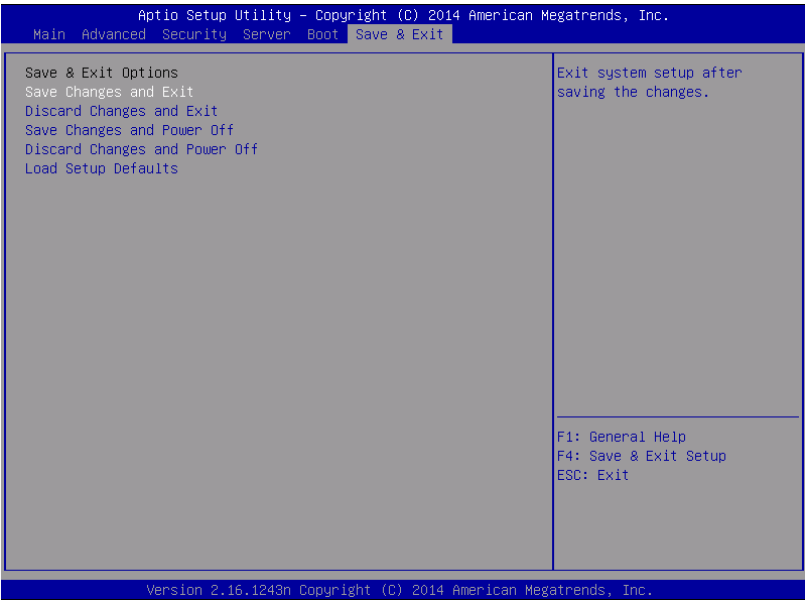 Aptio Setup Utility – Copyright (C) 2014 American Megatrends, Inc.
Main Advanced Security Server Boot Save & Exit
Save & Exit Options
Save Changes and Exit
Discard Changes and Exit
Save Changes and Power Off
Discard Changes and Power Off
Load Setup Defaults
Exit system setup after
saving the changes.
F1: General Help
F4: Save & Exit Setup
ESC: Exit
Version 2.16.1243n Copyright (C) 2014 American Megatrends, Inc.